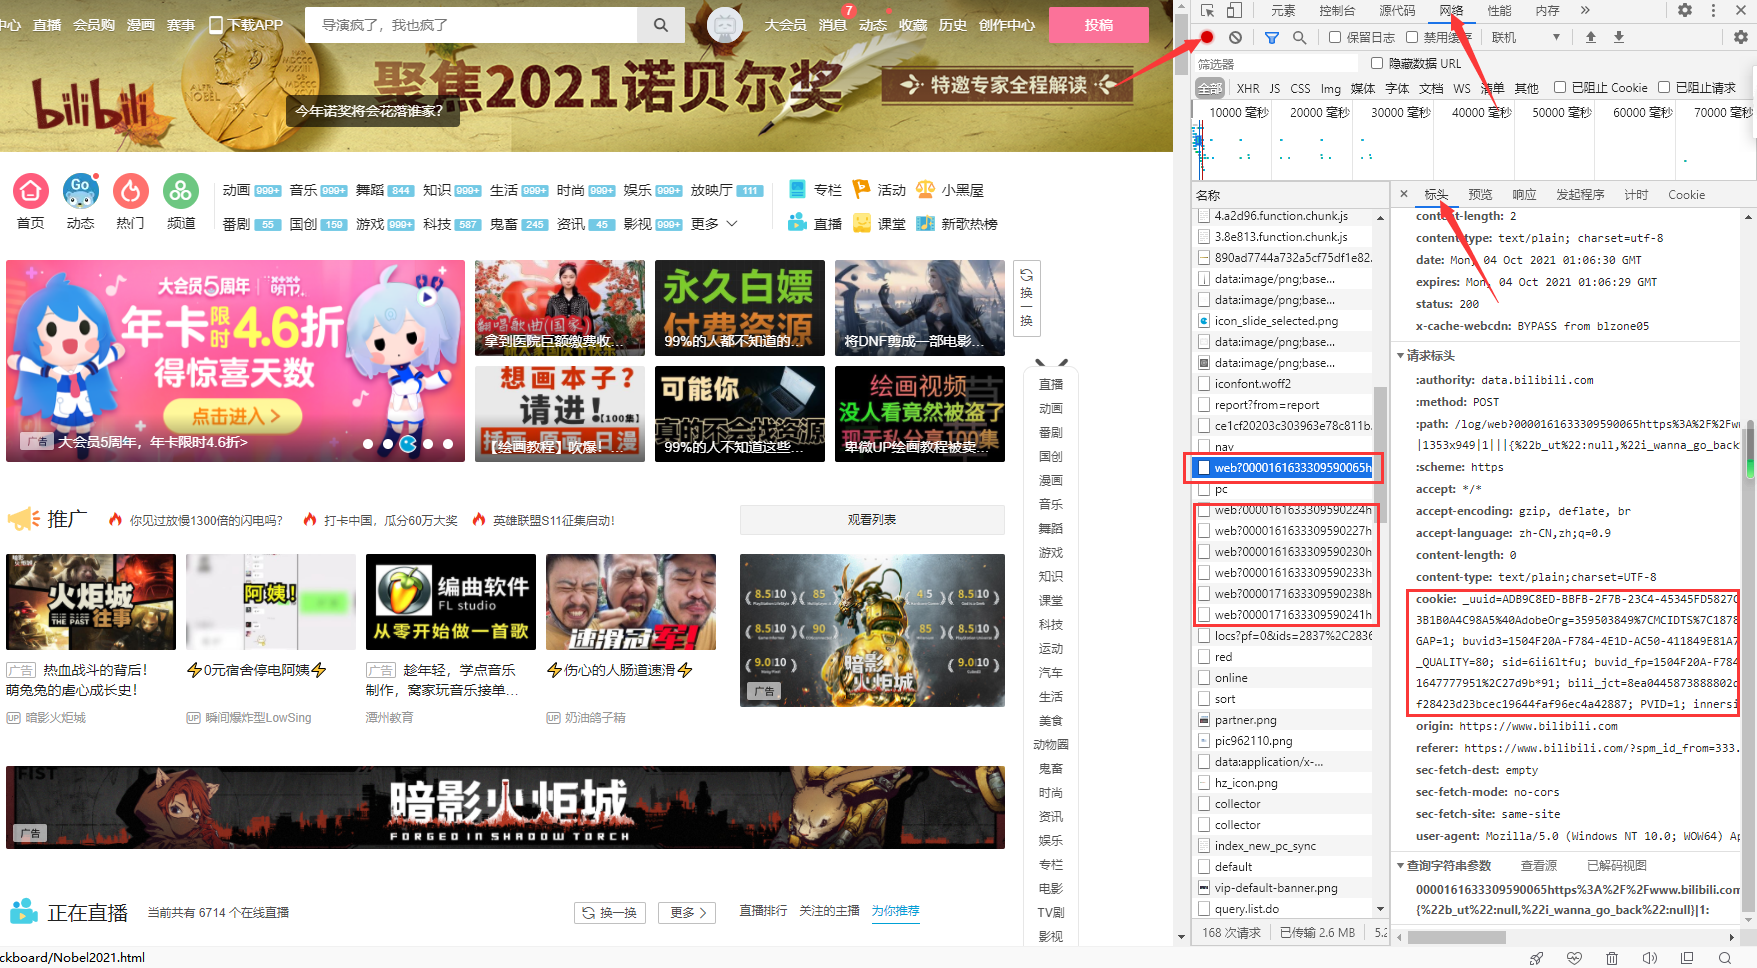 中心 直播 会员购 漫画 赛事 下载APP
导演疯了，我也疯了
大会员 消息 7 动态 收藏 历史 创作中心 投稿
bilibili
聚焦2021诺贝尔奖
特邀专家全程解读
今年诺奖将会花落谁家?
首页 动态 热门 频道
动画 999+ 音乐 999+ 舞蹈 844 知识 999+ 生活 999+ 时尚 999+ 娱乐 999+ 放映厅 111
专栏 活动 小黑屋
番剧 55 国创 159 游戏 999+ 科技 587 鬼畜 245 资讯 45 影视 999+ 更多
直播 课堂 新歌热榜
大会员5周年
年卡限时4.6折
得惊喜天数
点击进入 >
广告 大会员5周年，年卡限时4.6折>
翻唱歌曲(国家)
拿到医院巨额缴费收...
永久白嫖
付费资源
99%的人都不知道的...
将DNF剪成一部电影...
换一换
想画本子?
请进！
【100集】
【绘画教程】吹爆！...
可能你
真的不会找资源
99%的人不知道这些...
绘画视频
没人看竟然被盗了
卑微UP绘画教程被卖...
直播
动画
番剧
国创
漫画
音乐
舞蹈
游戏
知识
课堂
科技
运动
汽车
生活
美食
动物圈
鬼畜
时尚
资讯
娱乐
专栏
电影
TV剧
影视
推广
你见过放慢1300倍的闪电吗?
打卡中国，瓜分60万大奖
英雄联盟S11征集启动!
观看列表
火炬城
往事
阿姨!
编曲软件
FL studio
从零开始做一首歌
速滑冠军!
8.5|10
85
4|5
8.5|10
8.5|10
90
85
8|10
9.0|10
9.0|10
暗影火炬城
广告
广告 热血战斗的背后!
萌兔兔的虐心成长史!
UP 暗影火炬城
⚡0元宿舍停电阿姨⚡
UP 瞬间爆炸型LowSing
广告 趁年轻，学点音乐
制作，窝家玩音乐接单...
潭州教育
⚡伤心的人肠道速滑⚡
UP 奶油鸽子精
暗影火炬城
FORGED IN SHADOW TORCH
广告
正在直播 当前共有 6714 个在线直播
换一换 更多 >
直播排行 关注的主播 为你推荐
ckboard/Nobel2021.html
元素 控制台 源代码 网络 性能 内存 »
保留日志 禁用缓存 联机
筛选器 隐藏数据 URL
全部 XHR JS CSS Img 媒体 字体 文档 WS 清单 其他 已阻止 Cookie 已阻止请求
10000 毫秒 20000 毫秒 30000 毫秒 40000 毫秒 50000 毫秒 60000 毫秒 70000 毫秒
名称
4.a2d96.function.chunk.js
3.8e813.function.chunk.js
890ad7744a732a5cf75df1e82.
data:image/png;base...
data:image/png;base...
icon_slide_selected.png
data:image/png;base...
data:image/png;base...
iconfont.woff2
report?from=report
ce1cf20203c303963e78c811b.
nav
web?0000161633309590065h
pc
web?0000161633309590224h
web?0000161633309590227h
web?0000161633309590230h
web?0000161633309590233h
web?0000171633309590238h
web?0000171633309590241h
locs?pf=0&ids=2837%2C2836
red
online
sort
partner.png
pic962110.png
data:application/x-...
hz_icon.png
collector
collector
index_new_pc_sync
default
vip-default-banner.png
query.list.do
168 次请求 已传输 2.6 MB 5.2
× 标头 预览 响应 发起程序 计时 Cookie
content-length: 2
content-type: text/plain; charset=utf-8
date: Mon, 04 Oct 2021 01:06:30 GMT
expires: Mon, 04 Oct 2021 01:06:29 GMT
status: 200
x-cache-webcdn: BYPASS from blzone05
请求标头
:authority: data.bilibili.com
:method: POST
:path: /log/web?0000161633309590065https%3A%2F%2Fw
|1353x949|1|||{%22b_ut%22:null,%22i_wanna_go_back
:scheme: https
accept: */*
accept-encoding: gzip, deflate, br
accept-language: zh-CN,zh;q=0.9
content-length: 0
content-type: text/plain;charset=UTF-8
cookie: _uuid=ADB9C8ED-BBFB-2F7B-23C4-45345FD5827C
3B1B0A4C98A5%40AdobeOrg=359503849%7CMCIDTS%7C1878
GAP=1; buvid3=1504F20A-F784-4E1D-AC50-411849E81A7
_QUALITY=80; sid=6ii61tfu; buvid_fp=1504F20A-F784
1647777951%2C27d9b*91; bili_jct=8ea0445873888802c
f28423d23bcec19644faf96ec4a42887; PVID=1; innersi
origin: https://www.bilibili.com
referer: https://www.bilibili.com/?spm_id_from=333.
sec-fetch-dest: empty
sec-fetch-mode: no-cors
sec-fetch-site: same-site
user-agent: Mozilla/5.0 (Windows NT 10.0; WOW64) Ap
查询字符串参数 查看源 已解码视图
0000161633309590065https%3A%2F%2Fwww.bilibili.com
{%22b_ut%22:null,%22i_wanna_go_back%22:null}|1: